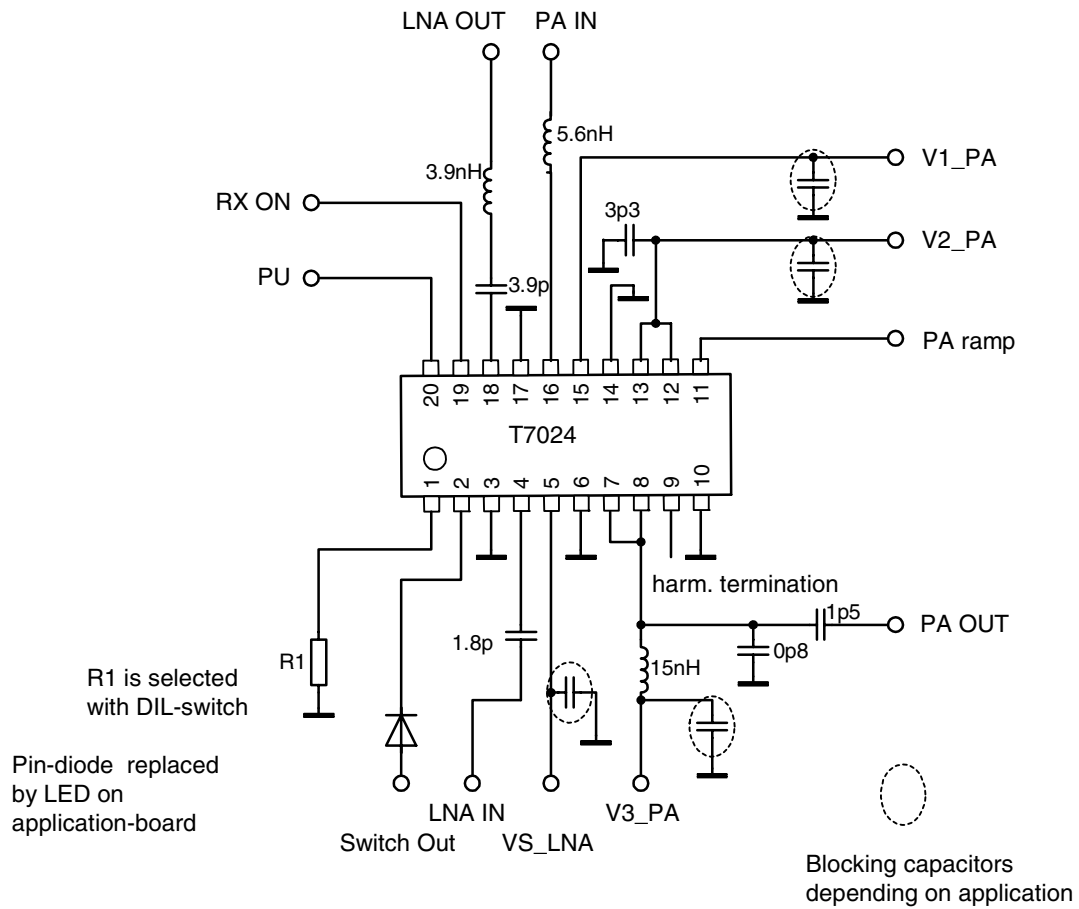 LNA OUT
PA IN
5.6nH
3.9nH
V1_PA
RX ON
3p3
V2_PA
PU
3.9p
PA ramp
20 19 18 17 16 15 14 13 12 11
T7024
1 2 3 4 5 6 7 8 9 10
harm. termination
1p5
PA OUT
1.8p
0p8
R1
15nH
R1 is selected
with DIL-switch
Pin-diode replaced
by LED on
application-board
LNA IN
V3_PA
Switch Out
VS_LNA
Blocking capacitors
depending on application